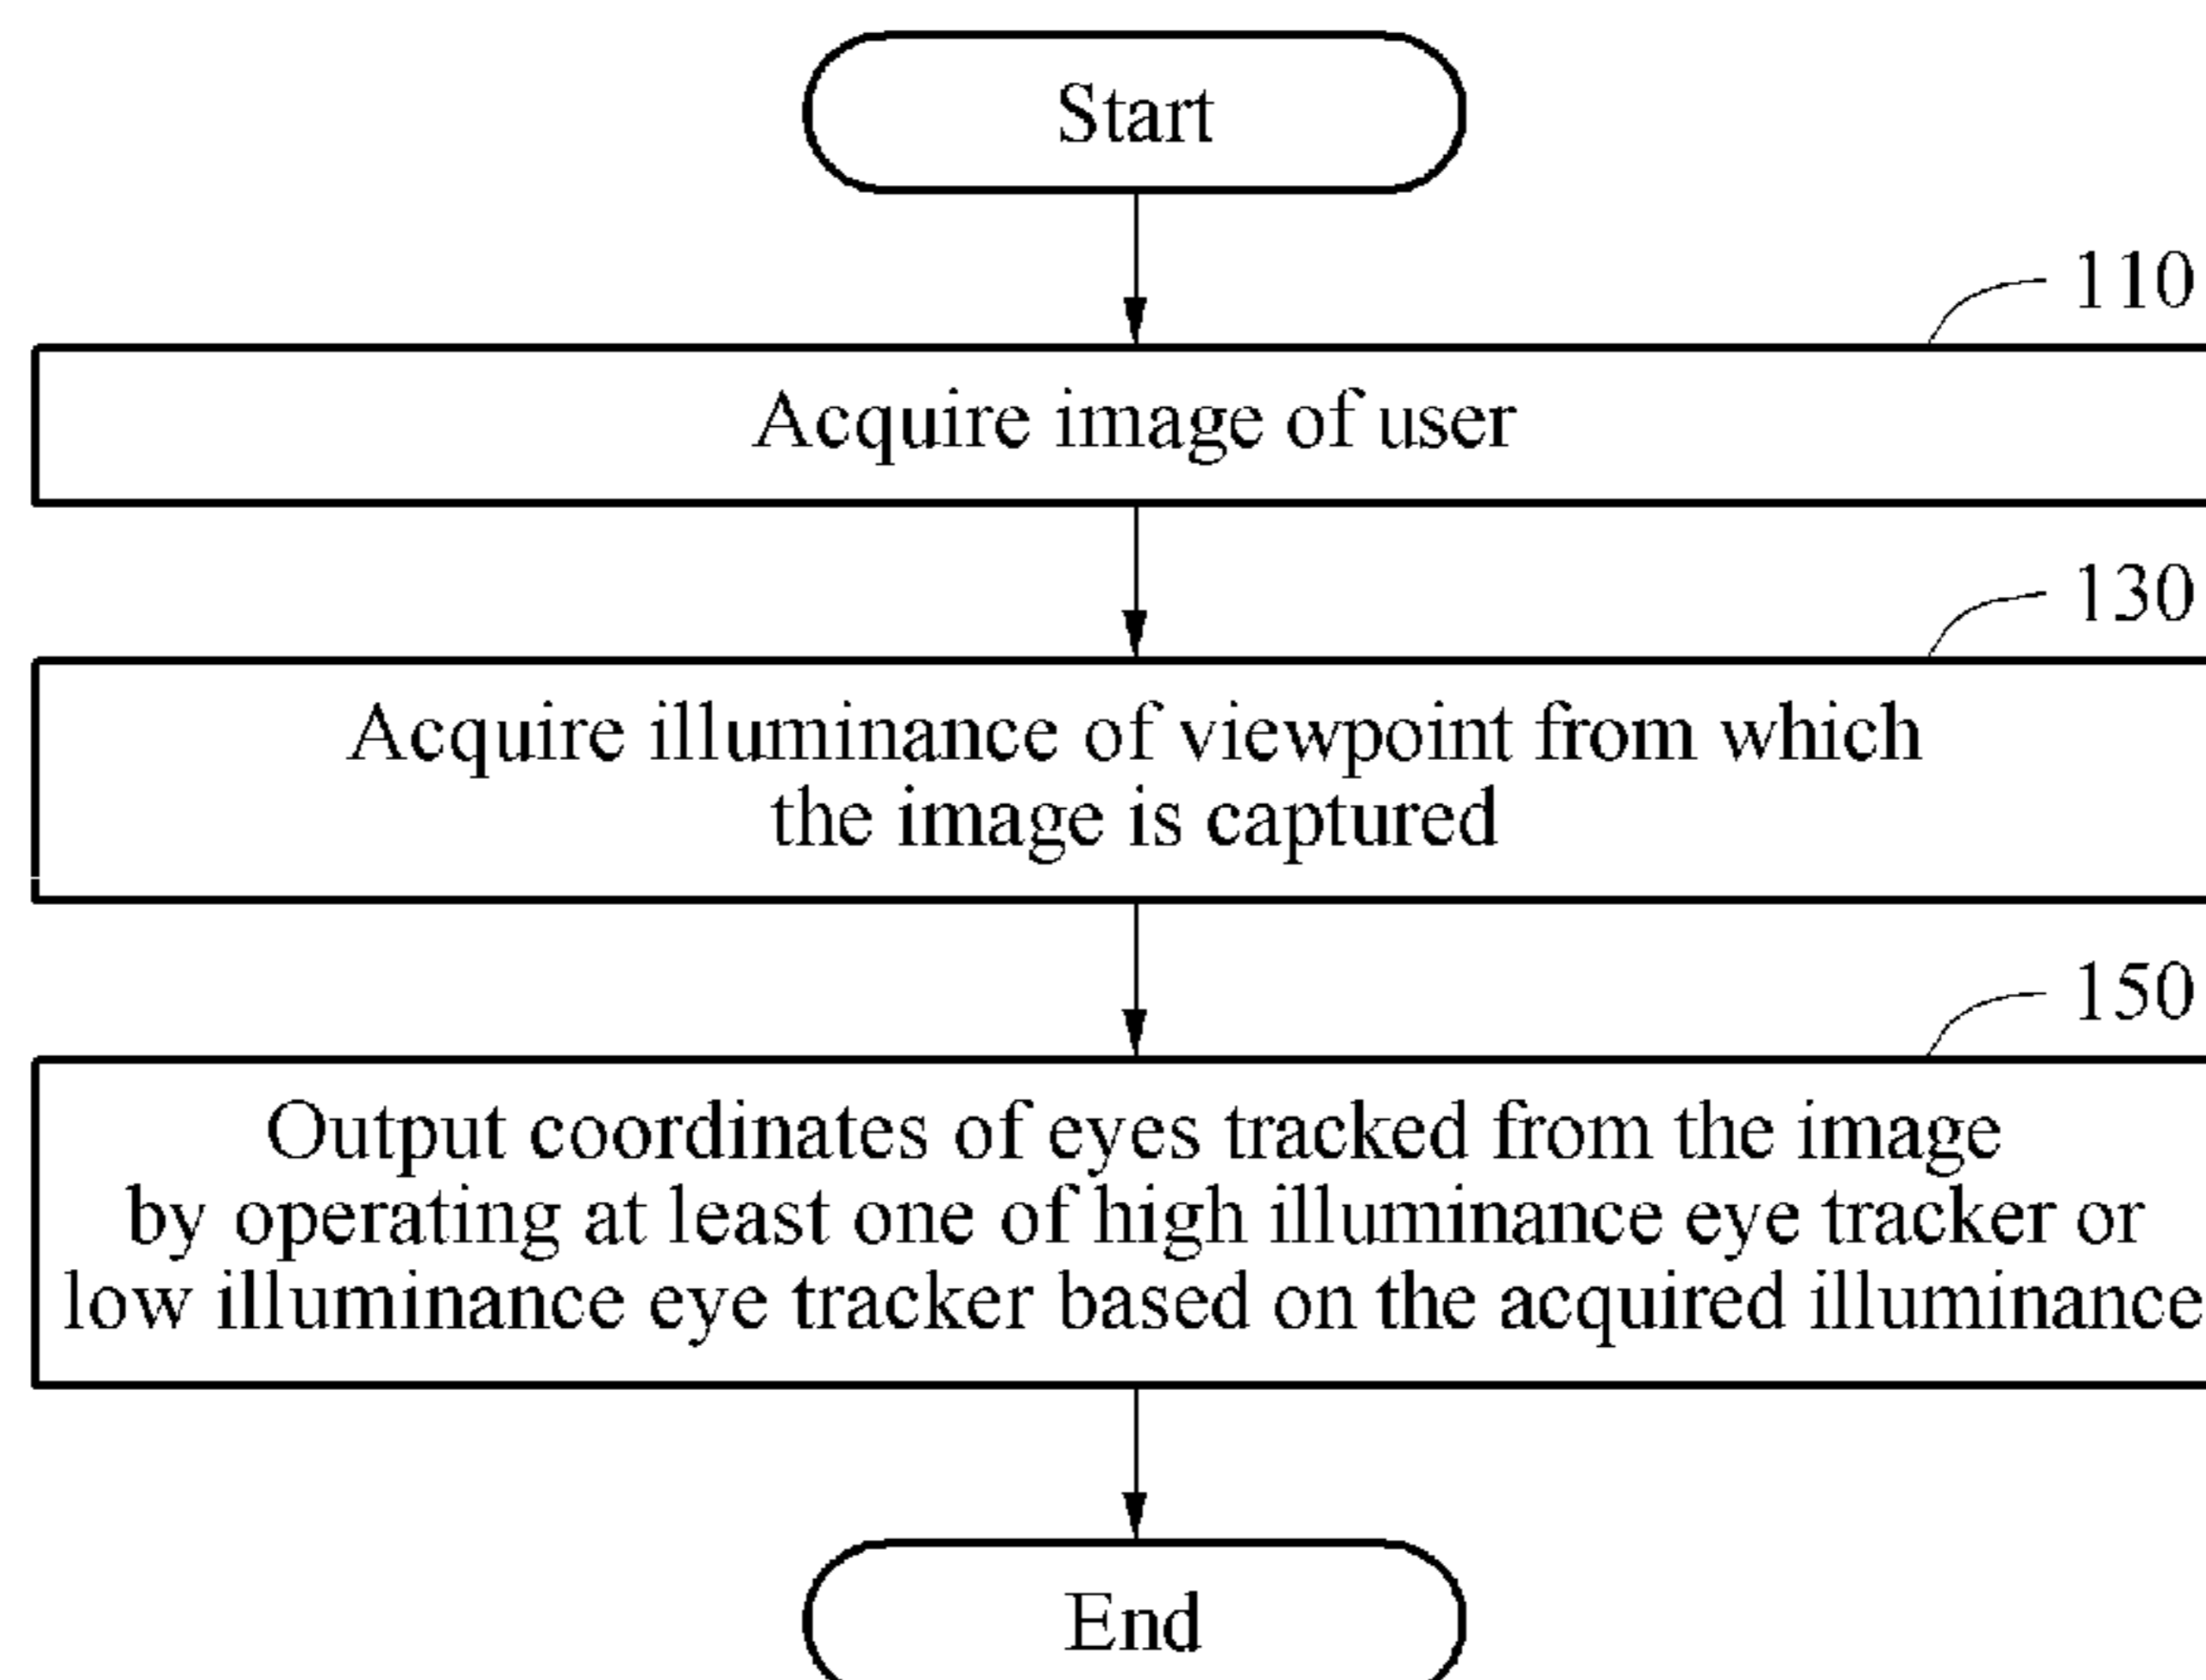 Start
110
Acquire image of user
130
Acquire illuminance of viewpoint from which
the image is captured
150
Output coordinates of eyes tracked from the image
by operating at least one of high illuminance eye tracker or
low illuminance eye tracker based on the acquired illuminance
End